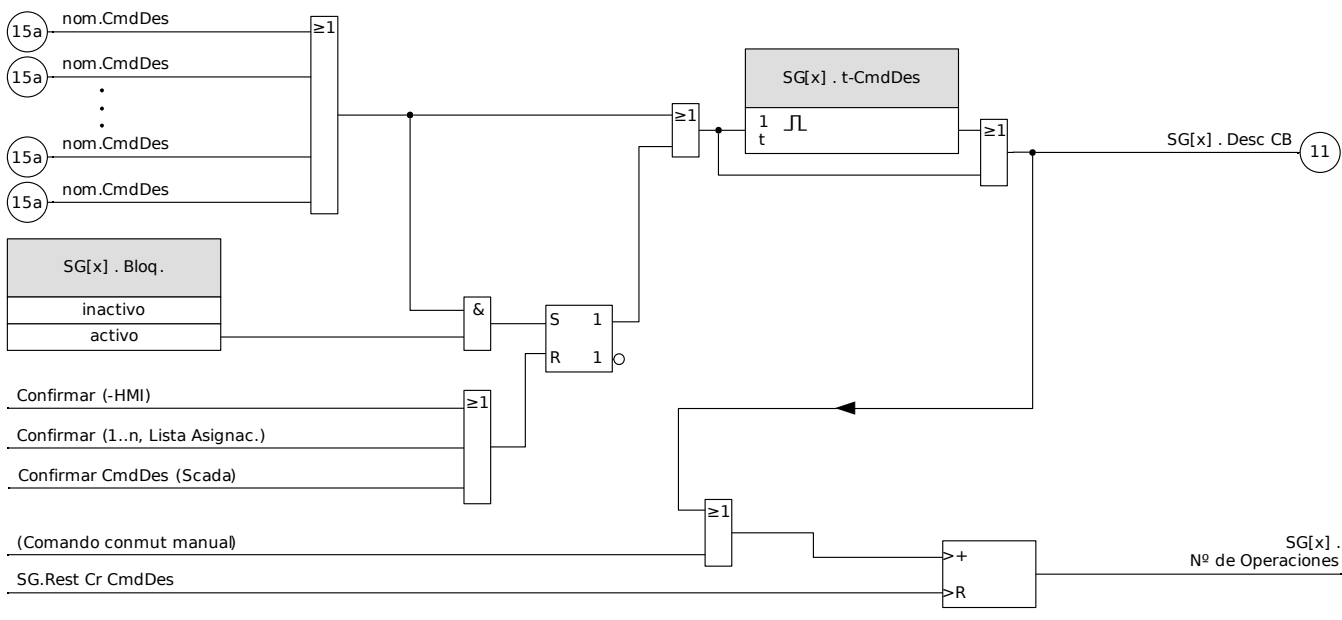 15a nom.CmdDes
15a nom.CmdDes
15a nom.CmdDes
15a nom.CmdDes
≥1
≥1
SG[x] . t-CmdDes
1
t
≥1
SG[x] . Desc CB 11
SG[x] . Bloq.
inactivo
activo
&
S 1
R 1
Confirmar (-HMI)
Confirmar (1..n, Lista Asignac.)
Confirmar CmdDes (Scada)
≥1
(Comando conmut manual)
SG.Rest Cr CmdDes
≥1
>+
>R
SG[x] .
Nº de Operaciones